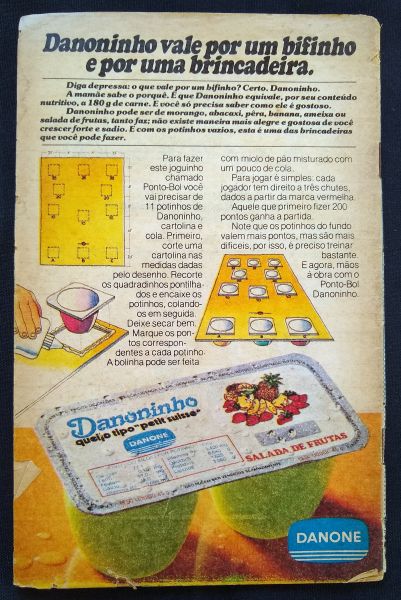 Danoninho vale por um bifinho
e por uma brincadeira.
Diga depressa: o que vale por um bifinho? Certo. Danoninho.
A mamãe sabe o porquê. É que Danoninho equivale, por seu conteúdo
nutritivo, a 180 g de carne. E você só precisa saber como ele é gostoso.
Danoninho pode ser de morango, abacaxi, pêra, banana, ameixa ou
salada de frutas, tanto faz; não existe maneira mais alegre e gostosa de você
crescer forte e sadio. E com os potinhos vazios, esta é uma das brincadeiras
que você pode fazer.
Para fazer
este joguinho
chamado
Ponto-Bol você
vai precisar de
11 potinhos de
Danoninho,
cartolina e
cola. Primeiro,
corte uma
cartolina nas
medidas dadas
pelo desenho. Recorte
os quadradinhos pontilha-
dos e encaixe os
potinhos, colando-
os em seguida.
Deixe secar bem.
Marque os pon-
tos correspon-
dentes a cada potinho.
A bolinha pode ser feita
com miolo de pão misturado com
um pouco de cola.
Para jogar é simples: cada
jogador tem direito a três chutes,
dados a partir da marca vermelha.
Aquele que primeiro fizer 200
pontos ganha a partida.
Note que os potinhos do fundo
valem mais pontos, mas são mais
difíceis, por isso, é preciso treinar
bastante.
E agora, mãos
à obra com o
Ponto-Bol
Danoninho.
Danoninho
queijo tipo "petit suisse"
DANONE
SALADA DE FRUTAS
DANONE